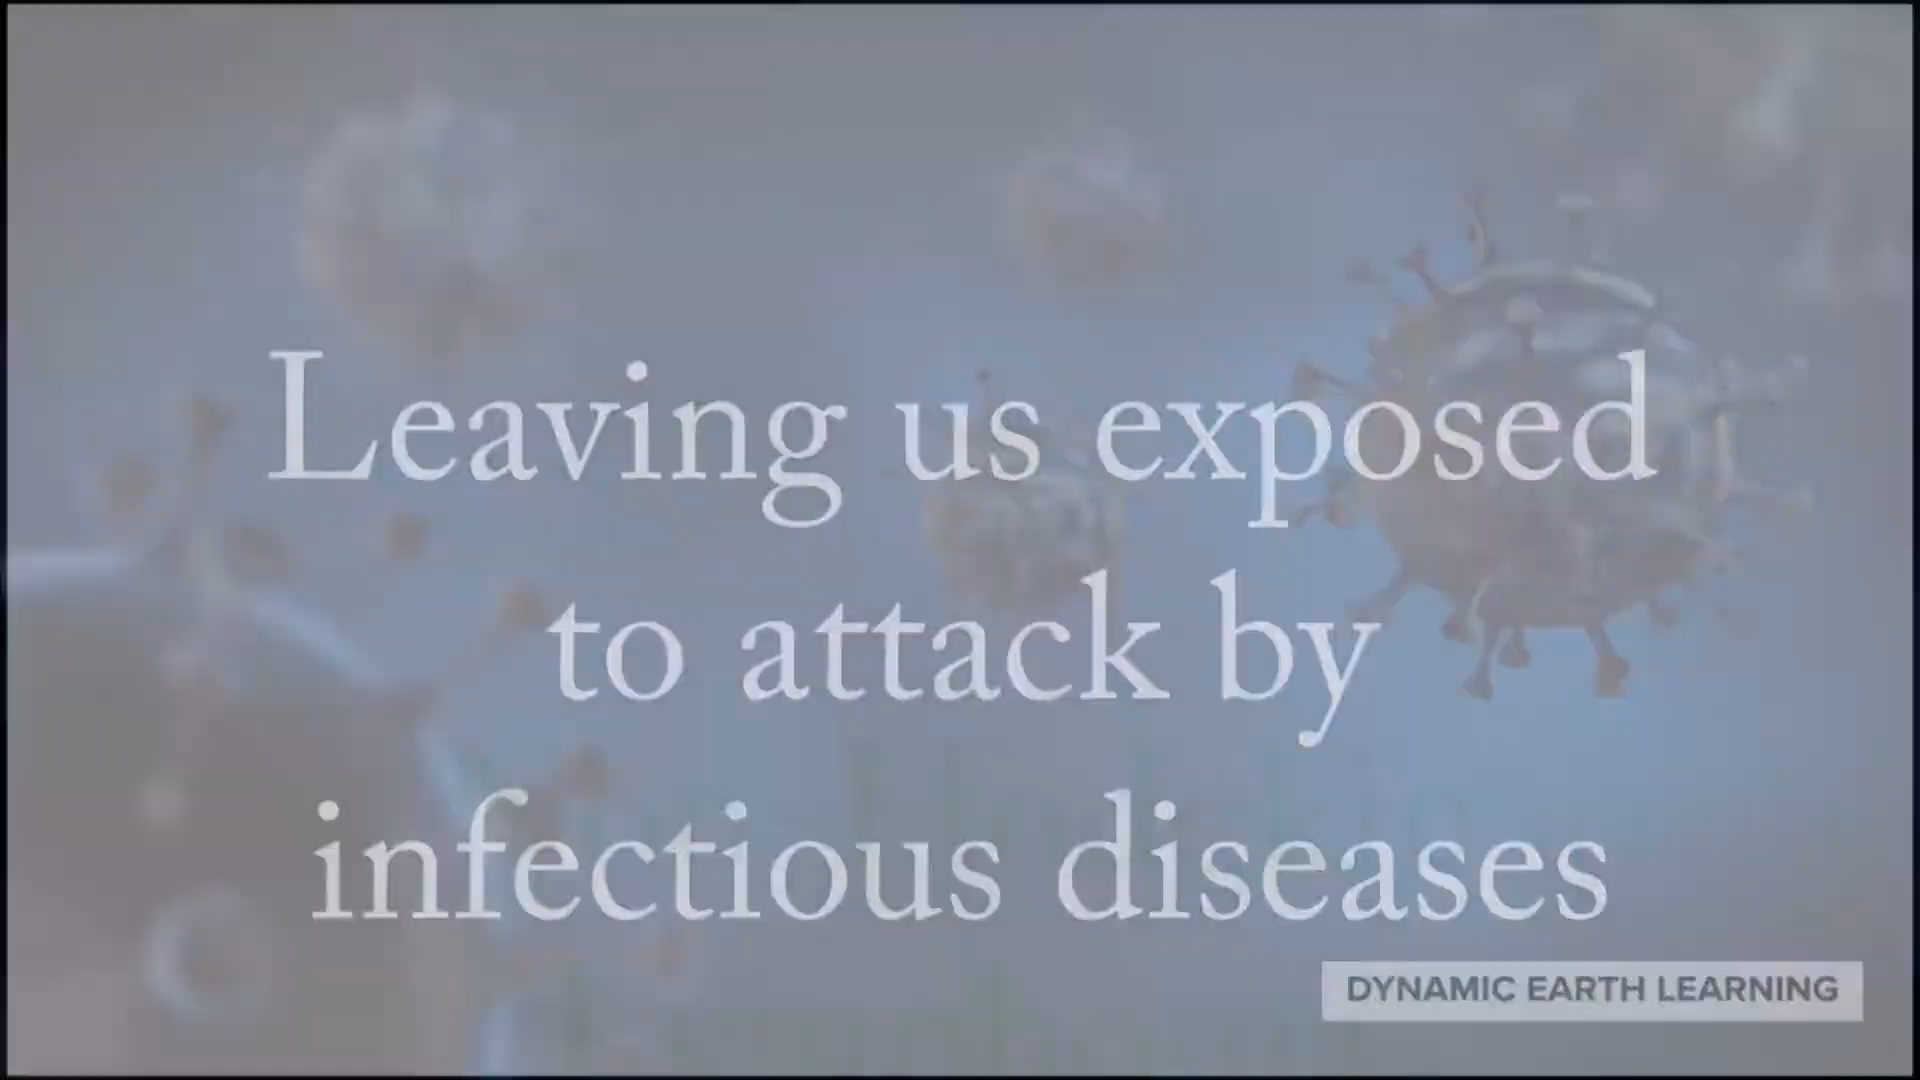 Leaving us exposed
to attack by
infectious diseases
DYNAMIC EARTH LEARNING